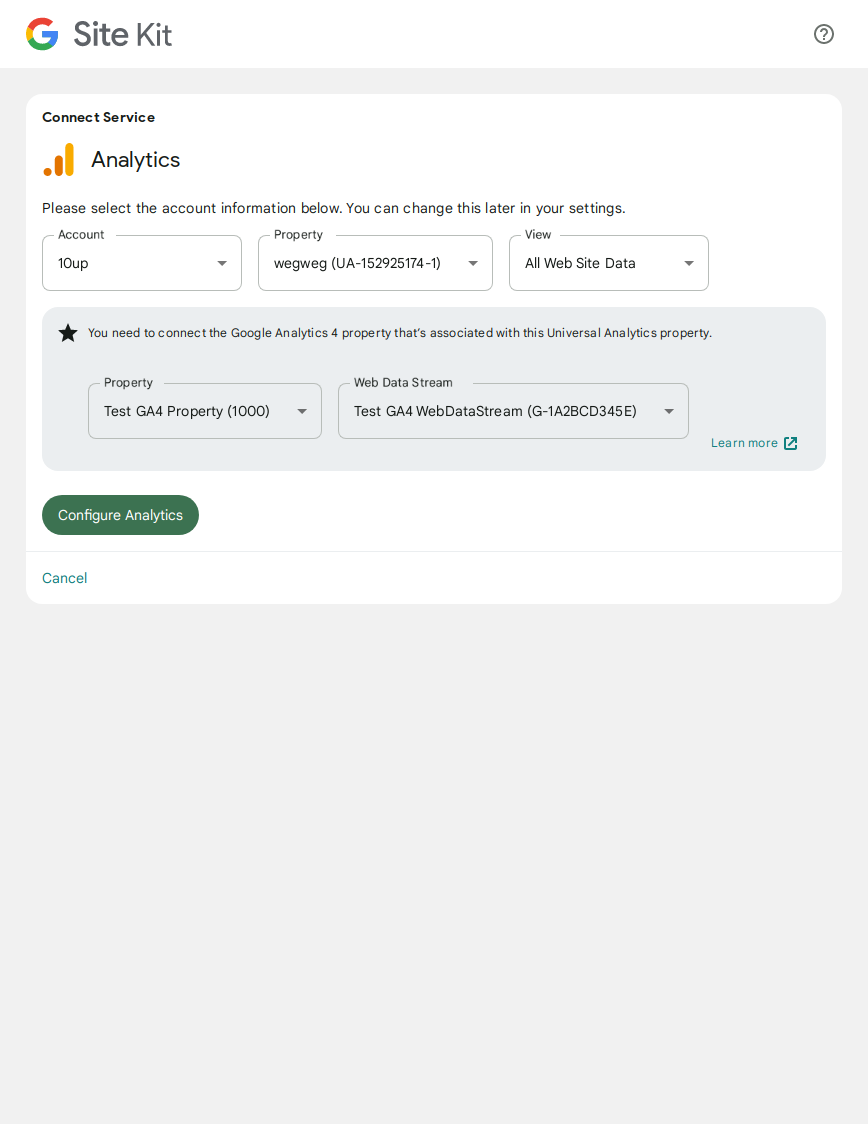 Site Kit
Connect Service
Analytics
Please select the account information below. You can change this later in your settings.
Account Property View
10up wegweg (UA-152925174-1) All Web Site Data
You need to connect the Google Analytics 4 property that's associated with this Universal Analytics property.
Property Web Data Stream
Test GA4 Property (1000) Test GA4 WebDataStream (G-1A2BCD345E)
Learn more
Configure Analytics
Cancel